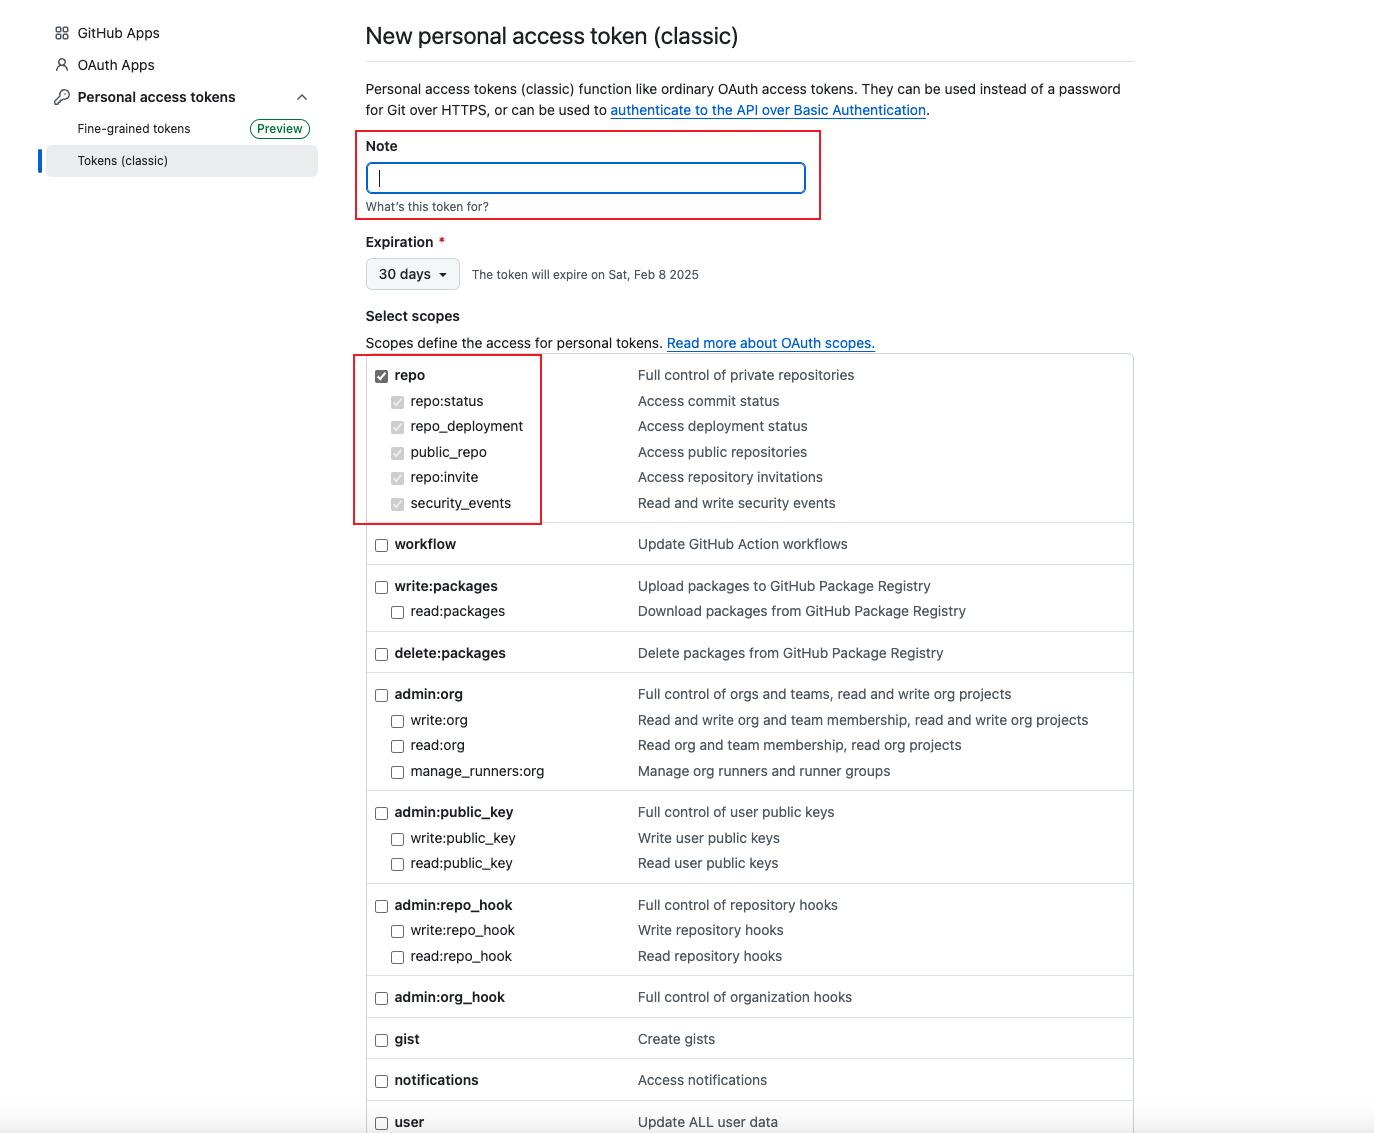 GitHub Apps
OAuth Apps
Personal access tokens
Fine-grained tokens Preview
Tokens (classic)
New personal access token (classic)
Personal access tokens (classic) function like ordinary OAuth access tokens. They can be used instead of a password
for Git over HTTPS, or can be used to authenticate to the API over Basic Authentication.
Note
What's this token for?
Expiration *
30 days The token will expire on Sat, Feb 8 2025
Select scopes
Scopes define the access for personal tokens. Read more about OAuth scopes.
repo Full control of private repositories
repo:status Access commit status
repo_deployment Access deployment status
public_repo Access public repositories
repo:invite Access repository invitations
security_events Read and write security events
workflow Update GitHub Action workflows
write:packages Upload packages to GitHub Package Registry
read:packages Download packages from GitHub Package Registry
delete:packages Delete packages from GitHub Package Registry
admin:org Full control of orgs and teams, read and write org projects
write:org Read and write org and team membership, read and write org projects
read:org Read org and team membership, read org projects
manage_runners:org Manage org runners and runner groups
admin:public_key Full control of user public keys
write:public_key Write user public keys
read:public_key Read user public keys
admin:repo_hook Full control of repository hooks
write:repo_hook Write repository hooks
read:repo_hook Read repository hooks
admin:org_hook Full control of organization hooks
gist Create gists
notifications Access notifications
user Update ALL user data